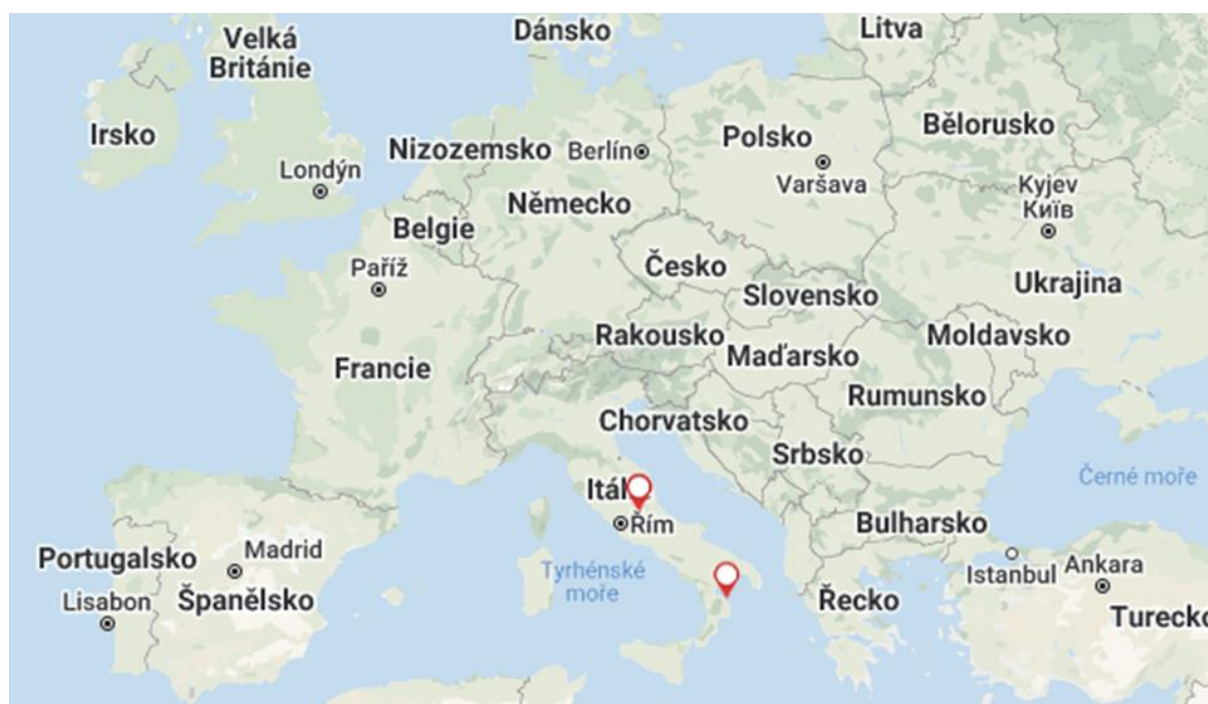 Velká
Británie
Dánsko
Litva
Irsko
Nizozemsko
Berlín
Polsko
Bělorusko
Londýn
Varšava
Kyjev
Київ
Německo
Belgie
Paříž
Česko
Slovensko
Ukrajina
Rakousko
Maďarsko
Moldavsko
Francie
Rumunsko
Chorvatsko
Srbsko
Černé moře
Řím
Bulharsko
Portugalsko
Madrid
Tyrhénské
moře
Istanbul
Ankara
Lisabon
Španělsko
Řecko
Turecko